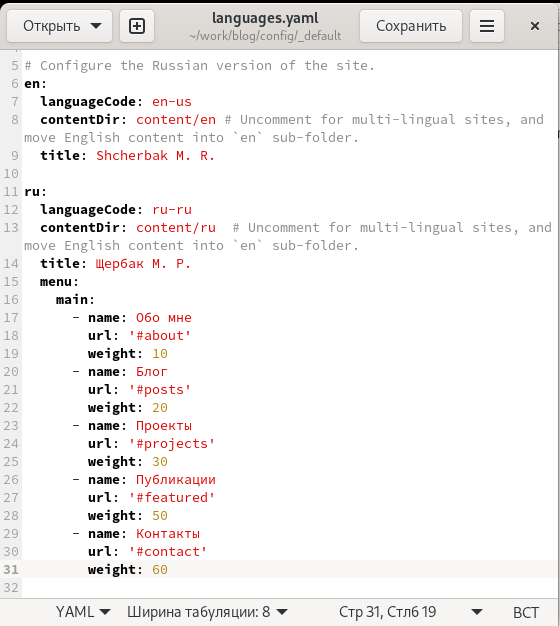 Открыть
languages.yaml
~/work/blog/config/_default
Сохранить
5 # Configure the Russian version of the site.
6 en:
7   languageCode: en-us
8   contentDir: content/en # Uncomment for multi-lingual sites, and
move English content into `en` sub-folder.
9   title: Shcherbak M. R.
10
11 ru:
12   languageCode: ru-ru
13   contentDir: content/ru  # Uncomment for multi-lingual sites, and
move English content into `en` sub-folder.
14   title: Щербак М. Р.
15   menu:
16     main:
17       - name: Обо мне
18         url: '#about'
19         weight: 10
20       - name: Блог
21         url: '#posts'
22         weight: 20
23       - name: Проекты
24         url: '#projects'
25         weight: 30
26       - name: Публикации
27         url: '#featured'
28         weight: 50
29       - name: Контакты
30         url: '#contact'
31         weight: 60
32
YAML Ширина табуляции: 8 Стр 31, Стлб 19 ВСТ